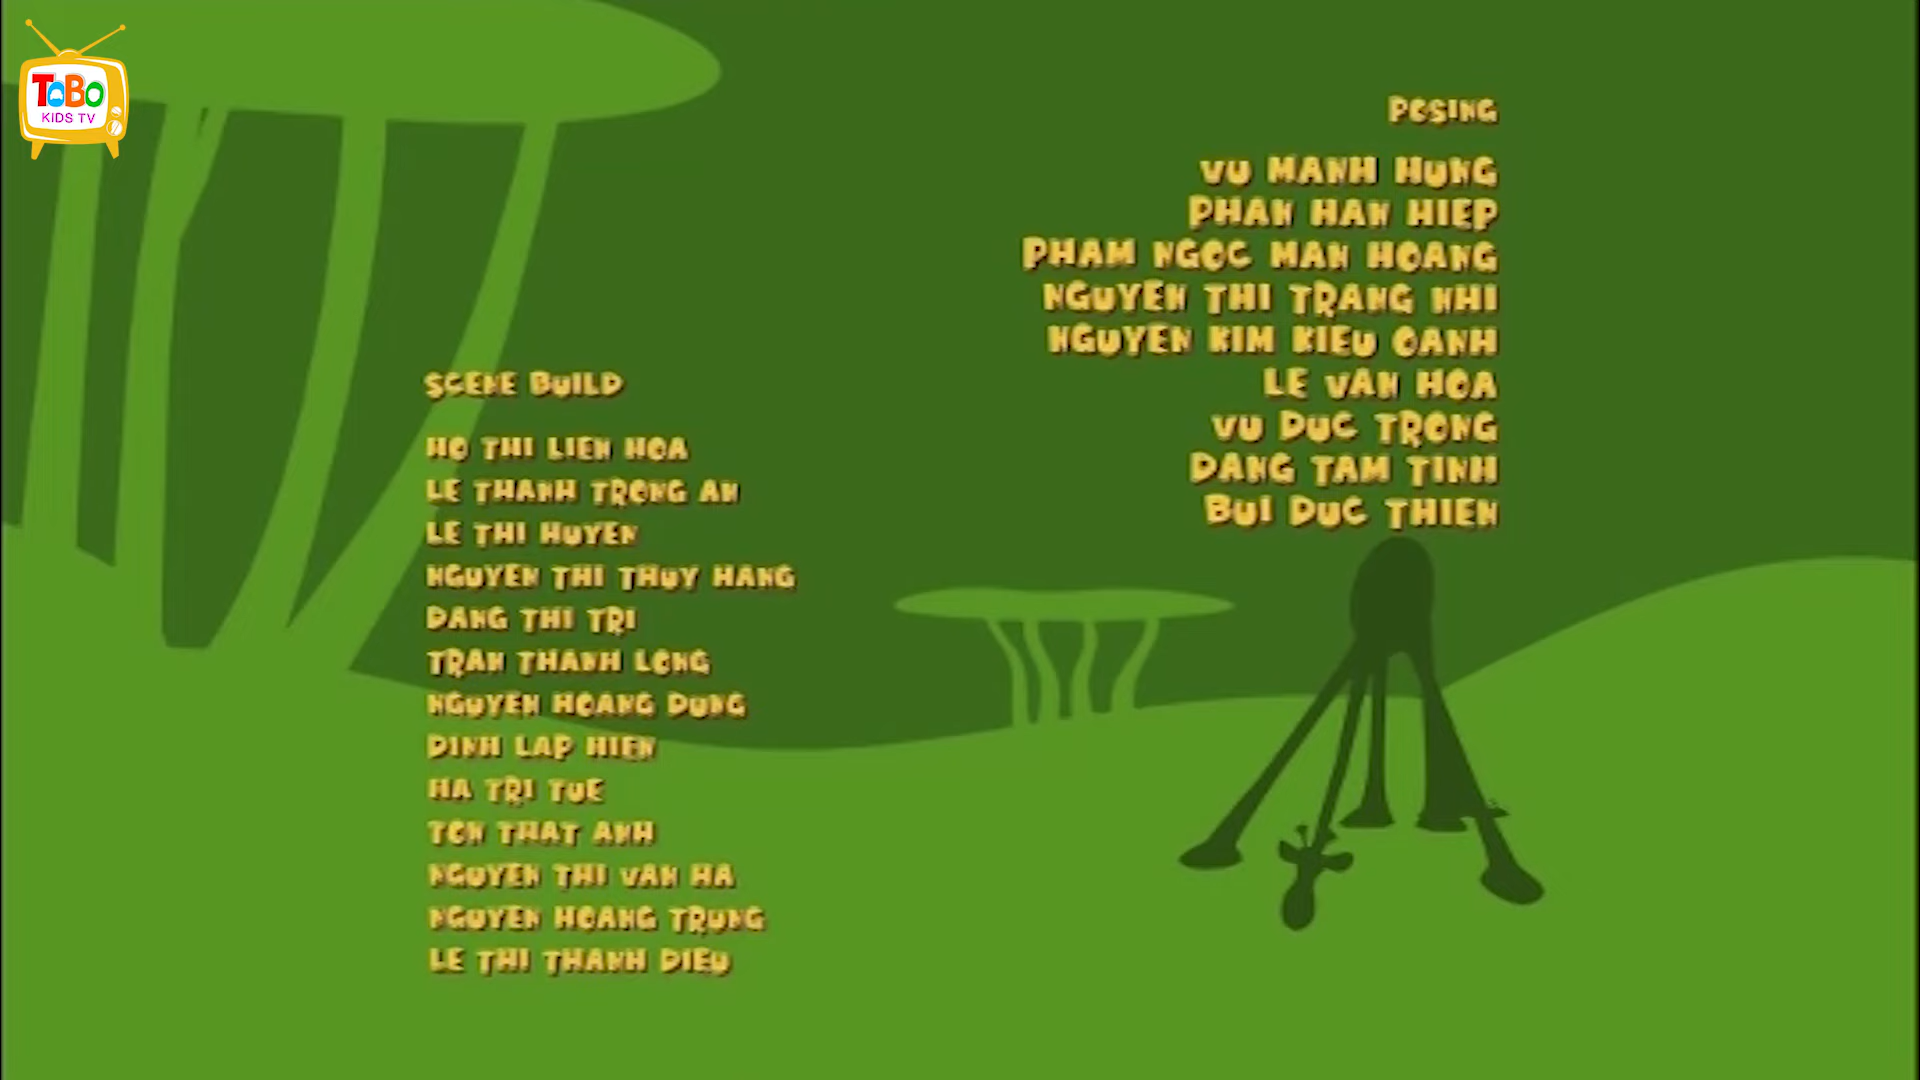 TOBO
KIDS TV
POSING
VU MANH HUNG
PHAN HAN HIEP
PHAM NGOC MAN HOANG
NGUYEN THI TRANG NHI
NGUYEN KIM KIEU OANH
LE VAN HOA
VU DUC TRONG
DANG TAM TINH
BUI DUC THIEN
SCENE BUILD
HO THI LIEN HOA
LE THANH TRONG AN
LE THI HUYEN
NGUYEN THI THUY HANG
DANG THI TRI
TRAN THANH LONG
NGUYEN HOANG DUNG
DINH LAP HIEN
HA TRI TUE
TON THAT ANH
NGUYEN THI VAN HA
NGUYEN HOANG TRUNG
LE THI THANH DIEU